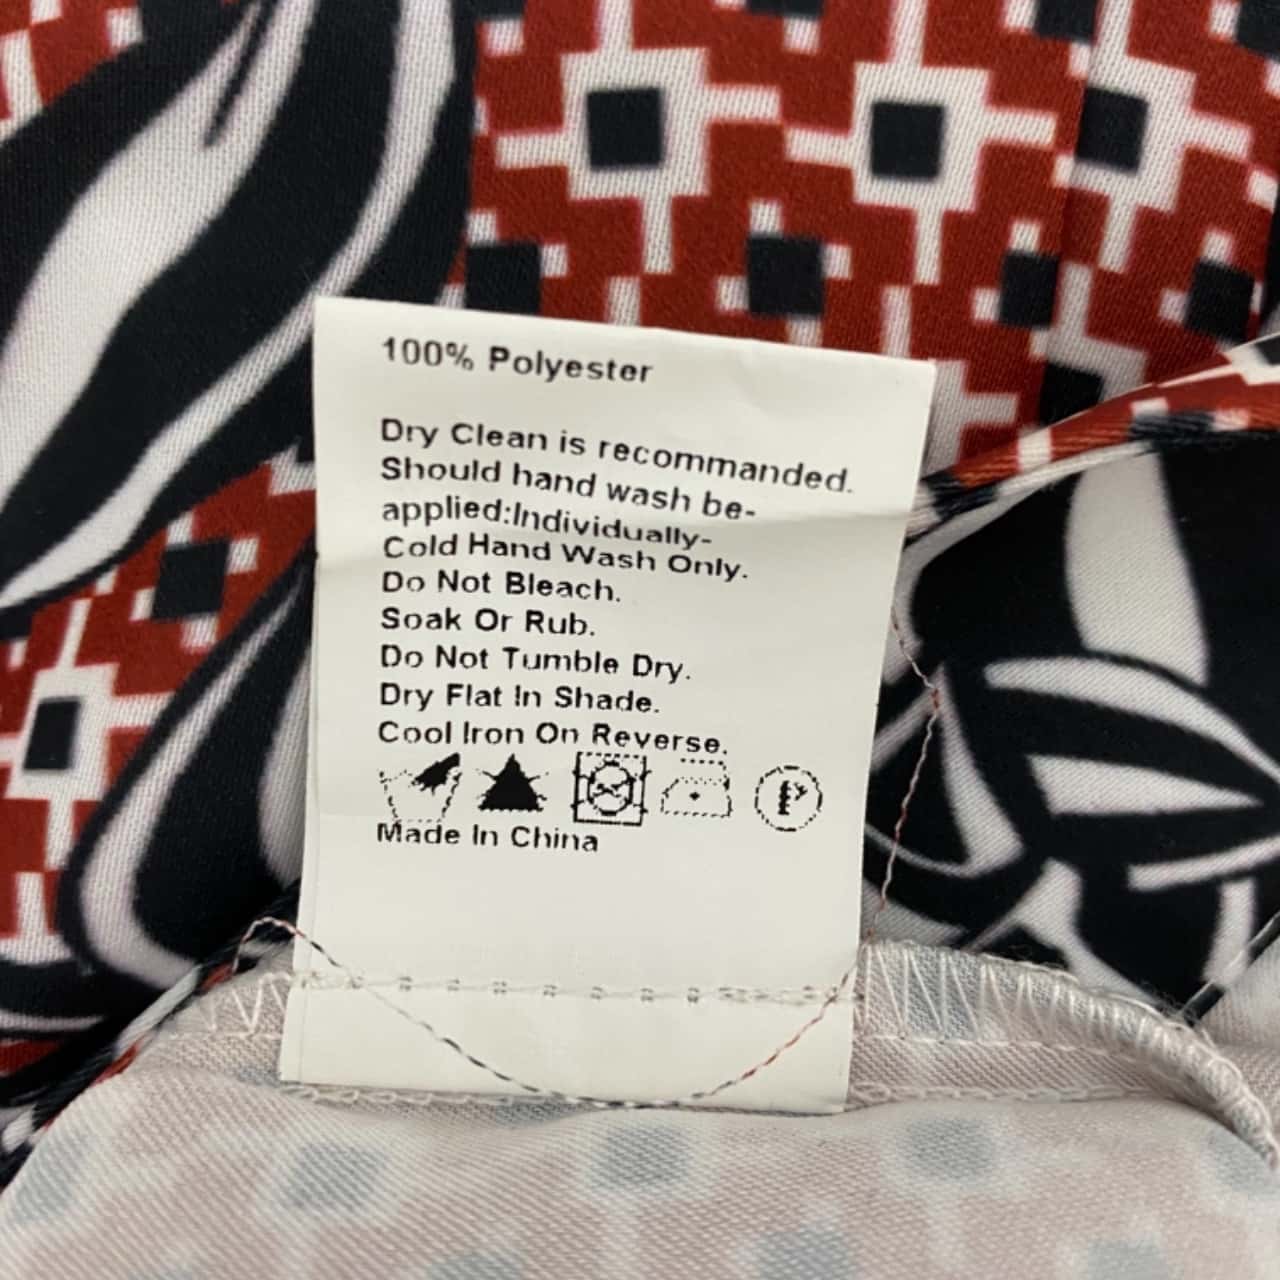 100% Polyester
Dry Clean is recommanded.
Should hand wash be-
applied:Individually-
Cold Hand Wash Only.
Do Not Bleach.
Soak Or Rub.
Do Not Tumble Dry.
Dry Flat In Shade.
Cool Iron On Reverse.
P
Made In China